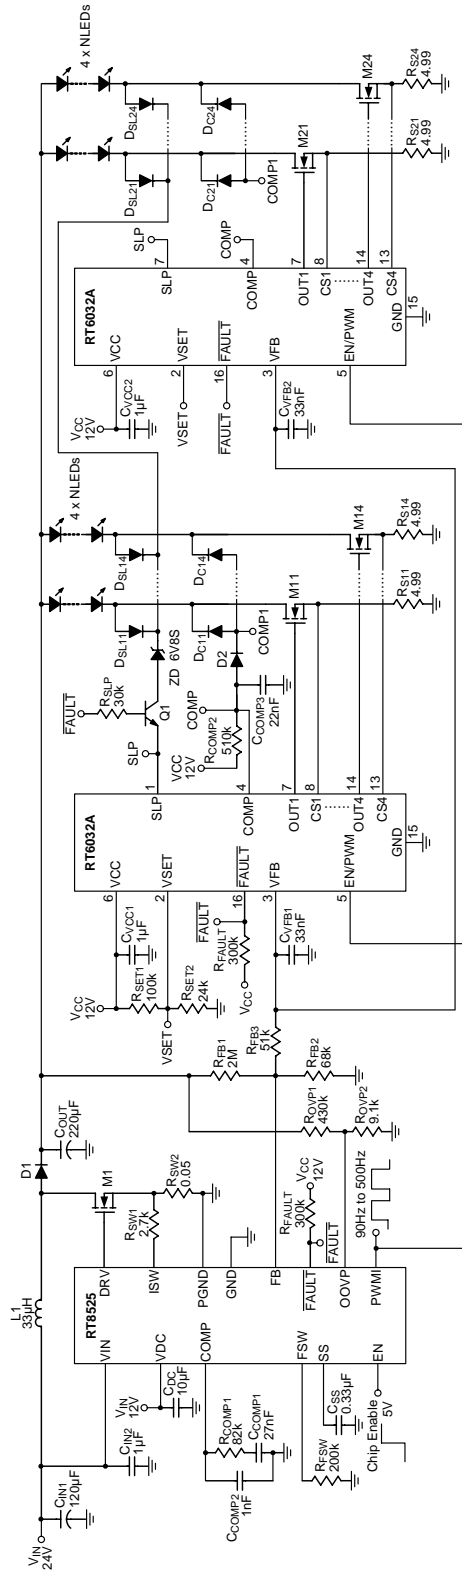 VIN
24V
CIN1
120µF
L1
33µH
D1
COUT
220µF
CIN2
1µF
VIN
12V
CDC
10µF
RCOMP1
82k
CCOMP1
27nF
CCOMP2
1nF
RFSW
200k
CSS
0.33µF
Chip Enable
5V
RT8525
VIN
VDC
COMP
FSW
SS
EN
DRV
ISW
PGND
GND
FB
FAULT
OOVP
PWMI
M1
RSW1
2.7k
RSW2
0.05
RFAULT
300k
VCC
12V
FAULT
90Hz to 500Hz
RFB1
2M
RFB2
68k
RFB3
51k
ROVP1
430k
ROVP2
9.1k
VCC
12V
CVCC1
1µF
RSET1
100k
RSET2
24k
VSET
FAULT
RFAULT
300k
VCC
CVFB1
33nF
RT6032A
6
VCC
2
VSET
16
FAULT
3
VFB
5
EN/PWM
1
SLP
4
COMP
7
OUT1
8
CS1
14
OUT4
13
CS4
GND
15
FAULT
RSLP
30k
SLP
Q1
ZD 6V8S
VCC
12V
COMP
RCOMP2
510k
CCOMP3
22nF
D2
COMP1
DSL11
DSL14
DC11
DC14
4 x NLEDs
M11
M14
RS11
4.99
RS14
4.99
VCC
12V
CVCC2
1µF
VSET
FAULT
CVFB2
33nF
RT6032A
6
VCC
2
VSET
16
FAULT
3
VFB
5
EN/PWM
SLP
7
SLP
COMP
4
COMP
7
OUT1
8
CS1
14
OUT4
13
CS4
GND
15
DSL21
DSL24
DC21
DC24
COMP1
4 x NLEDs
M21
M24
RS21
4.99
RS24
4.99